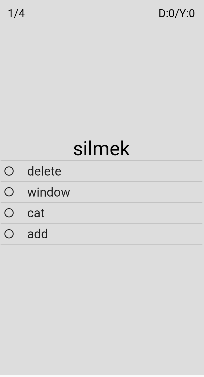 1/4 D:0/Y:0
silmek
delete
window
cat
add